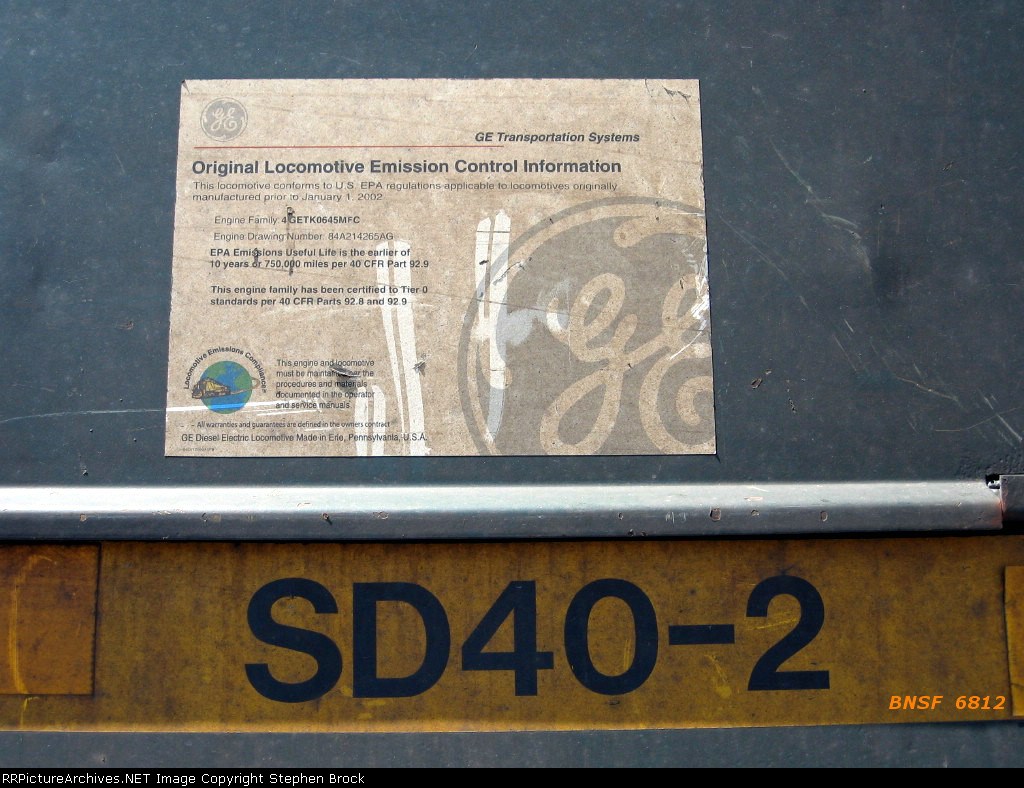 GE
GE Transportation Systems
Original Locomotive Emission Control Information
This locomotive conforms to U.S. EPA regulations applicable to locomotives originally
manufactured prior to January 1, 2002
Engine Family: 4GETK0645MFC
Engine Drawing Number: 84A214265AG
EPA Emissions Useful Life is the earlier of
10 years or 750,000 miles per 40 CFR Part 92.9
This engine family has been certified to Tier 0
standards per 40 CFR Parts 92.8 and 92.9
Locomotive Emissions Compliance
This engine and locomotive
must be maintained per the
procedures and materials
documented in the operator
and service manuals.
All warranties and guarantees are defined in the owners contract
GE Diesel Electric Locomotive Made in Erie, Pennsylvania, U.S.A.
GE
SD40-2
BNSF 6812
RRPictureArchives.NET Image Copyright Stephen Brock